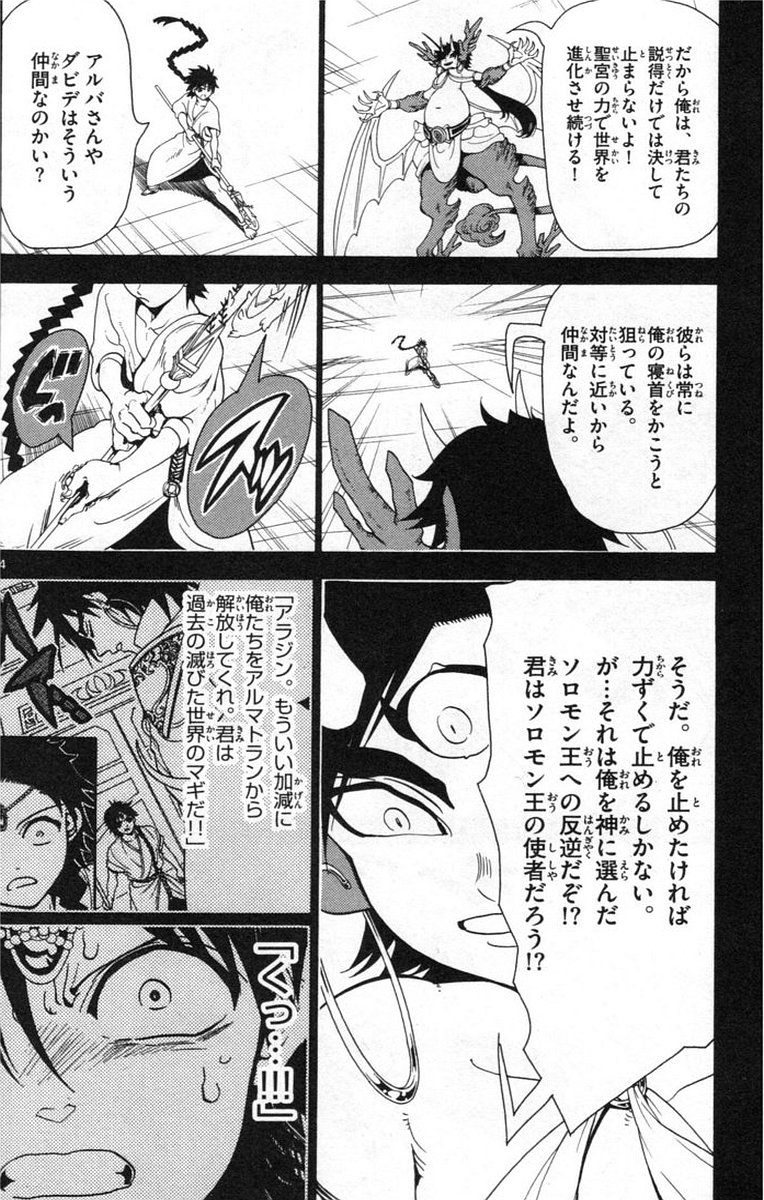 だから俺は、君たちの
説得だけでは決して
止まらないよ!
聖宮の力で世界を
進化させ続ける!
アルバさんや
ダビデはそういう
仲間なのかい?
彼らは常に
俺の寝首をかこうと
狙っている。
対等に近いから
仲間なんだよ。
スッ
そうだ。俺を止めたければ
力ずくで止めるしかない。
が…それは俺を神に選んだ
ソロモン王への反逆だぞ!?
君はソロモン王の使者だろう!?
「アラジン。もういい加減に
俺たちをアルマトランから
解放してくれ。君は
過去の滅びた世界のマギだ!!」
「くっ…!!!」